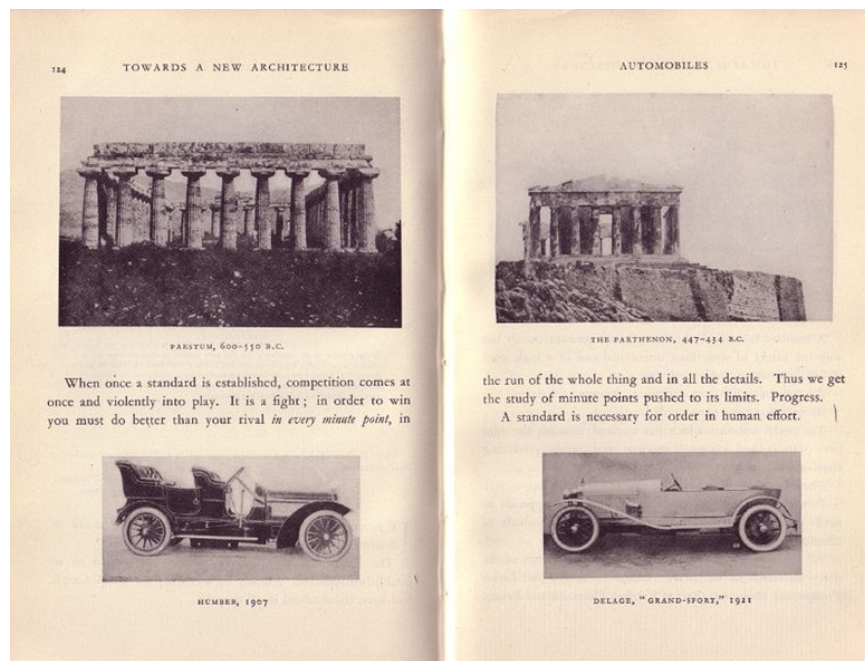 124 TOWARDS A NEW ARCHITECTURE
PAESTUM, 600–550 B.C.
When once a standard is established, competition comes at
once and violently into play. It is a fight; in order to win
you must do better than your rival in every minute point, in
HUMBER, 1907
AUTOMOBILES 125
THE PARTHENON, 447–434 B.C.
the run of the whole thing and in all the details. Thus we get
the study of minute points pushed to its limits. Progress.
A standard is necessary for order in human effort.
DELAGE, "GRAND-SPORT," 1921